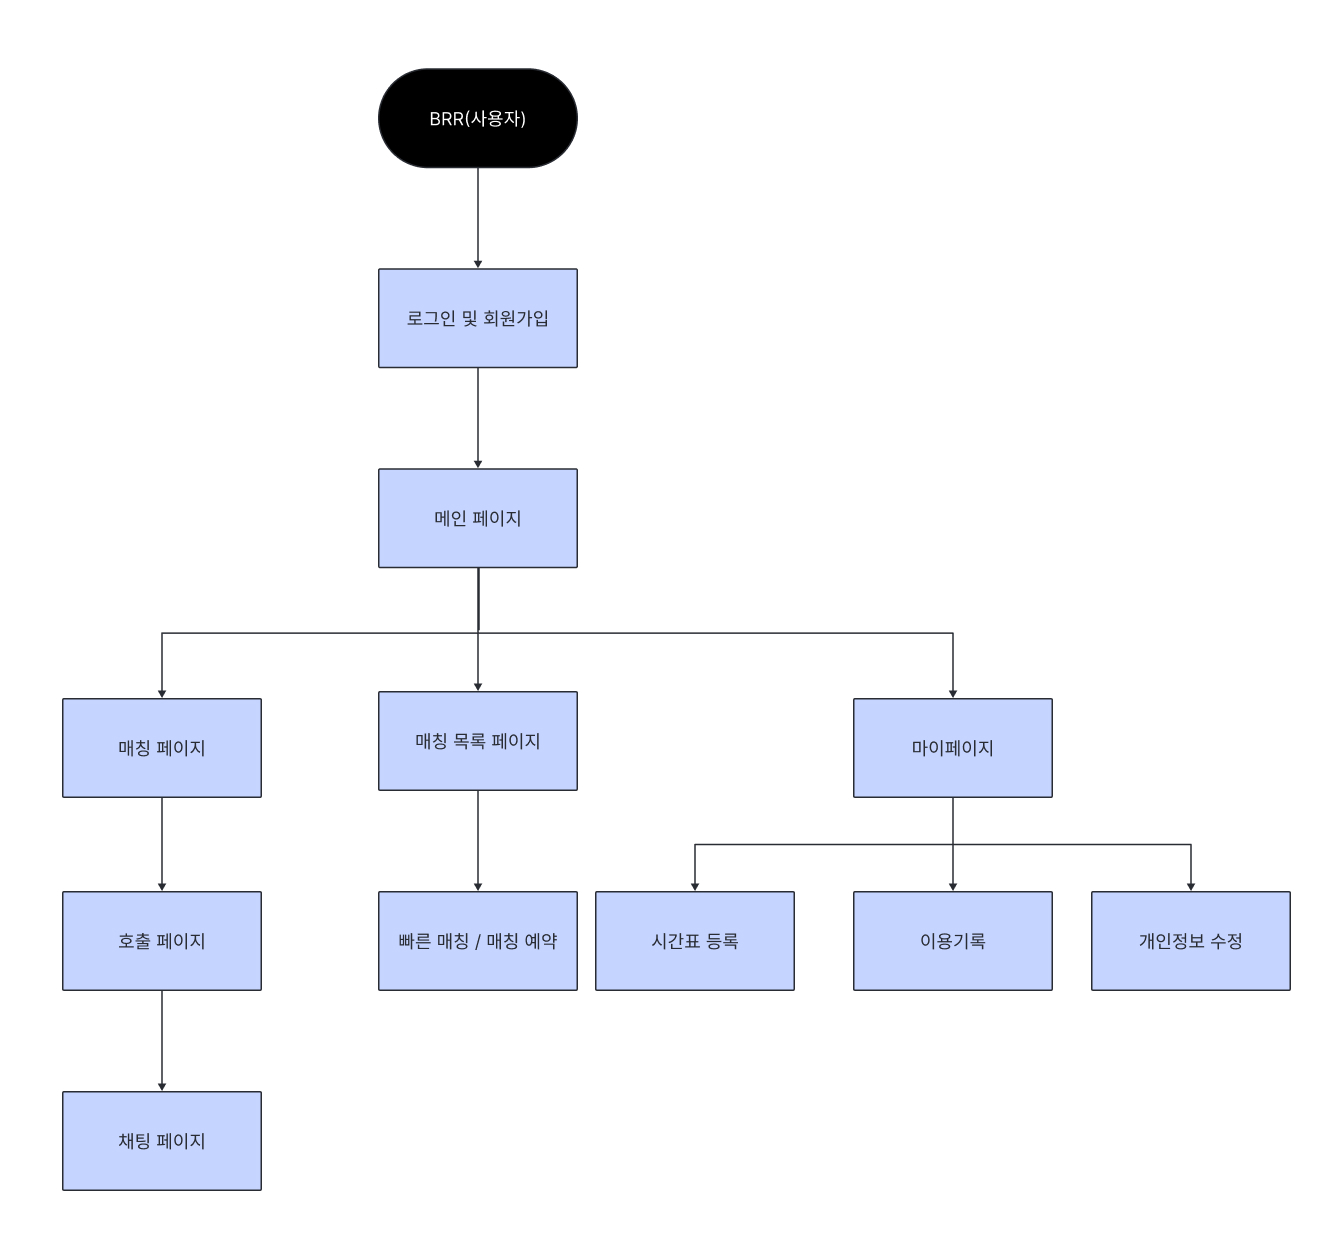 BRR(사용자)
로그인 및 회원가입
메인 페이지
매칭 페이지
매칭 목록 페이지
마이페이지
호출 페이지
빠른 매칭 / 매칭 예약
시간표 등록
이용기록
개인정보 수정
채팅 페이지